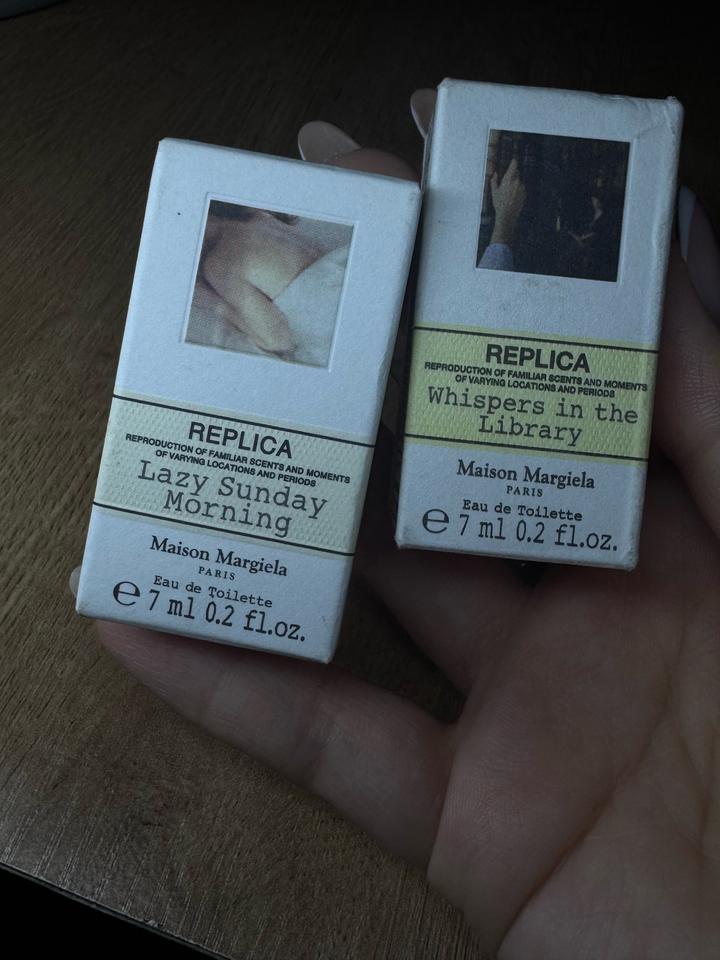 REPLICA
REPRODUCTION OF FAMILIAR SCENTS AND MOMENTS
OF VARYING LOCATIONS AND PERIODS
Lazy Sunday
Morning
Maison Margiela
PARIS
Eau de Toilette
℮ 7 ml 0.2 fl.oz.
REPLICA
REPRODUCTION OF FAMILIAR SCENTS AND MOMENTS
OF VARYING LOCATIONS AND PERIODS
Whispers in the
Library
Maison Margiela
PARIS
Eau de Toilette
℮ 7 ml 0.2 fl.oz.